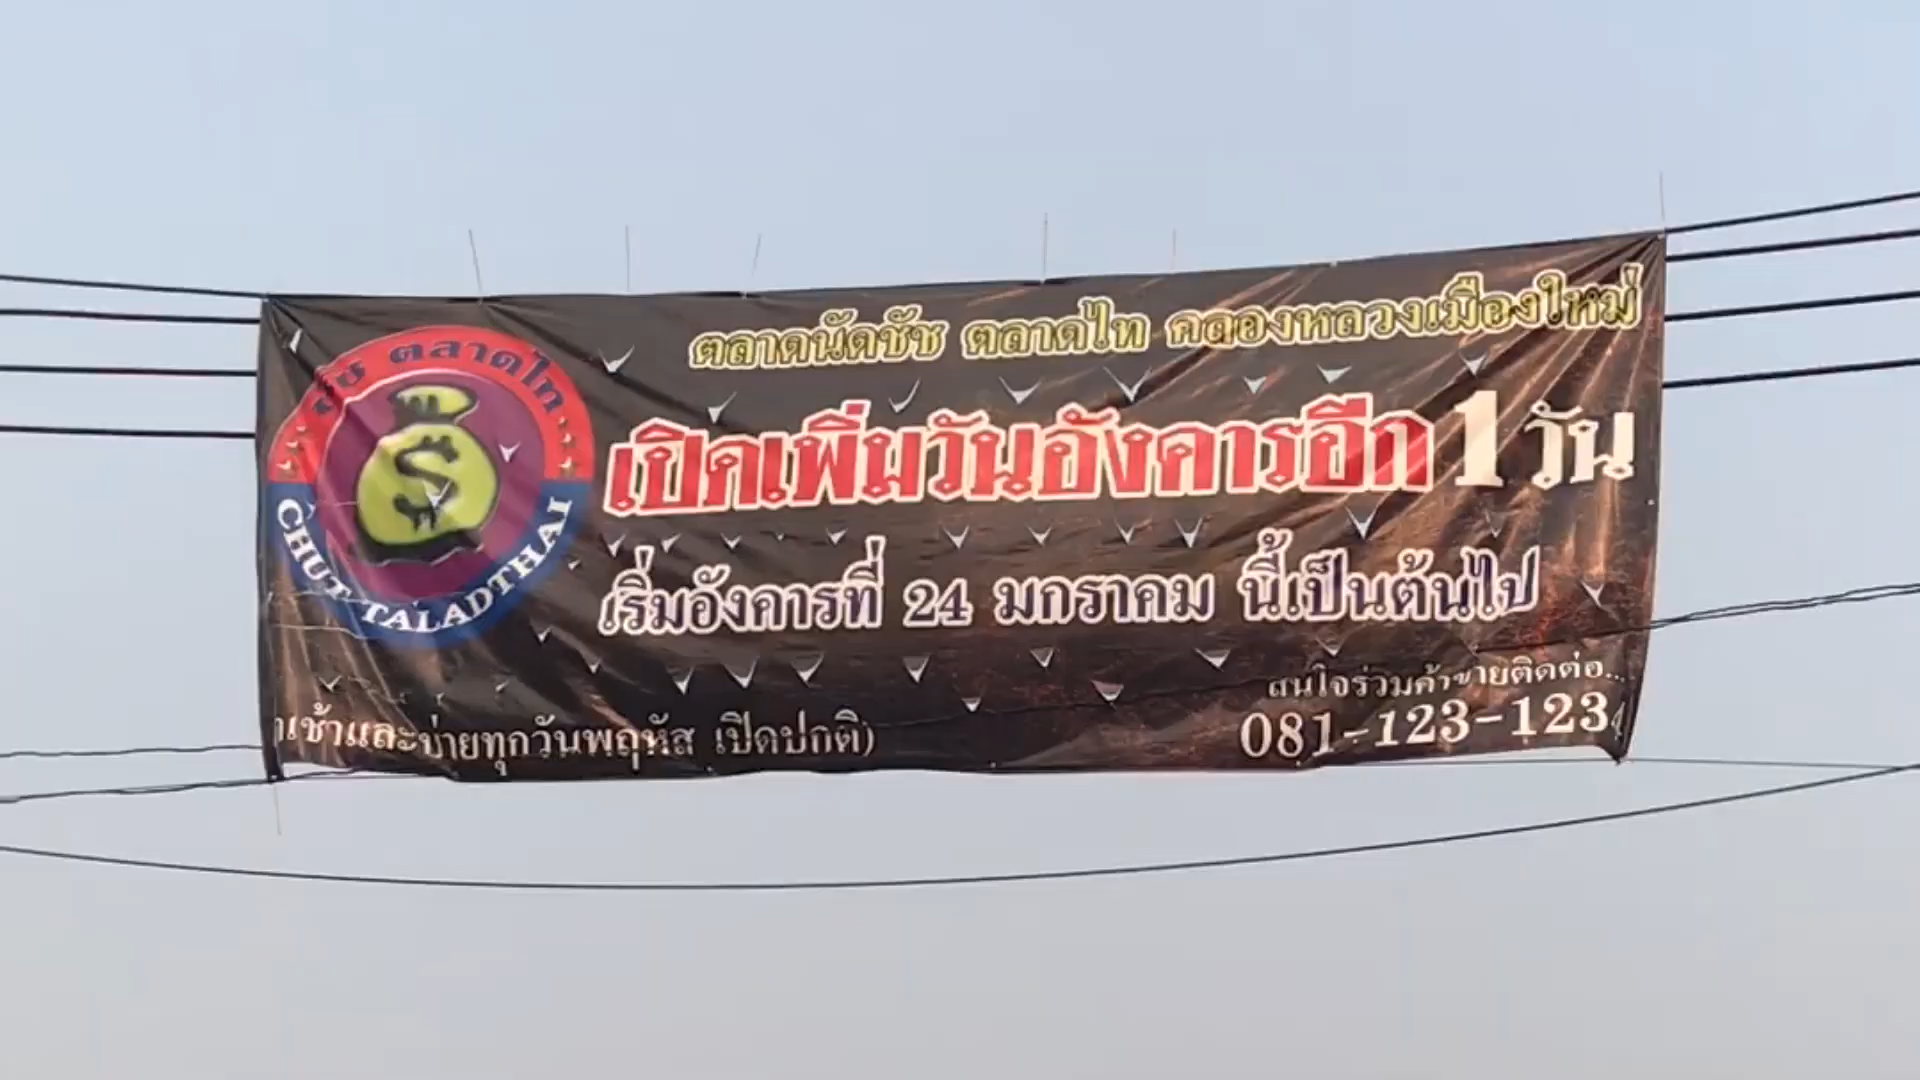 ตลาดนัดชัช ตลาดไท คลองหลวงเมืองใหม่
ชัช ตลาดไท
$
CHUT TALADTHAI
เปิดเพิ่มวันอังคารอีก 1 วัน
เริ่มอังคารที่ 24 มกราคม นี้เป็นต้นไป
สนใจร่วมค้าขายติดต่อ...
เช้าและบ่ายทุกวันพฤหัส เปิดปกติ)
081-123-123